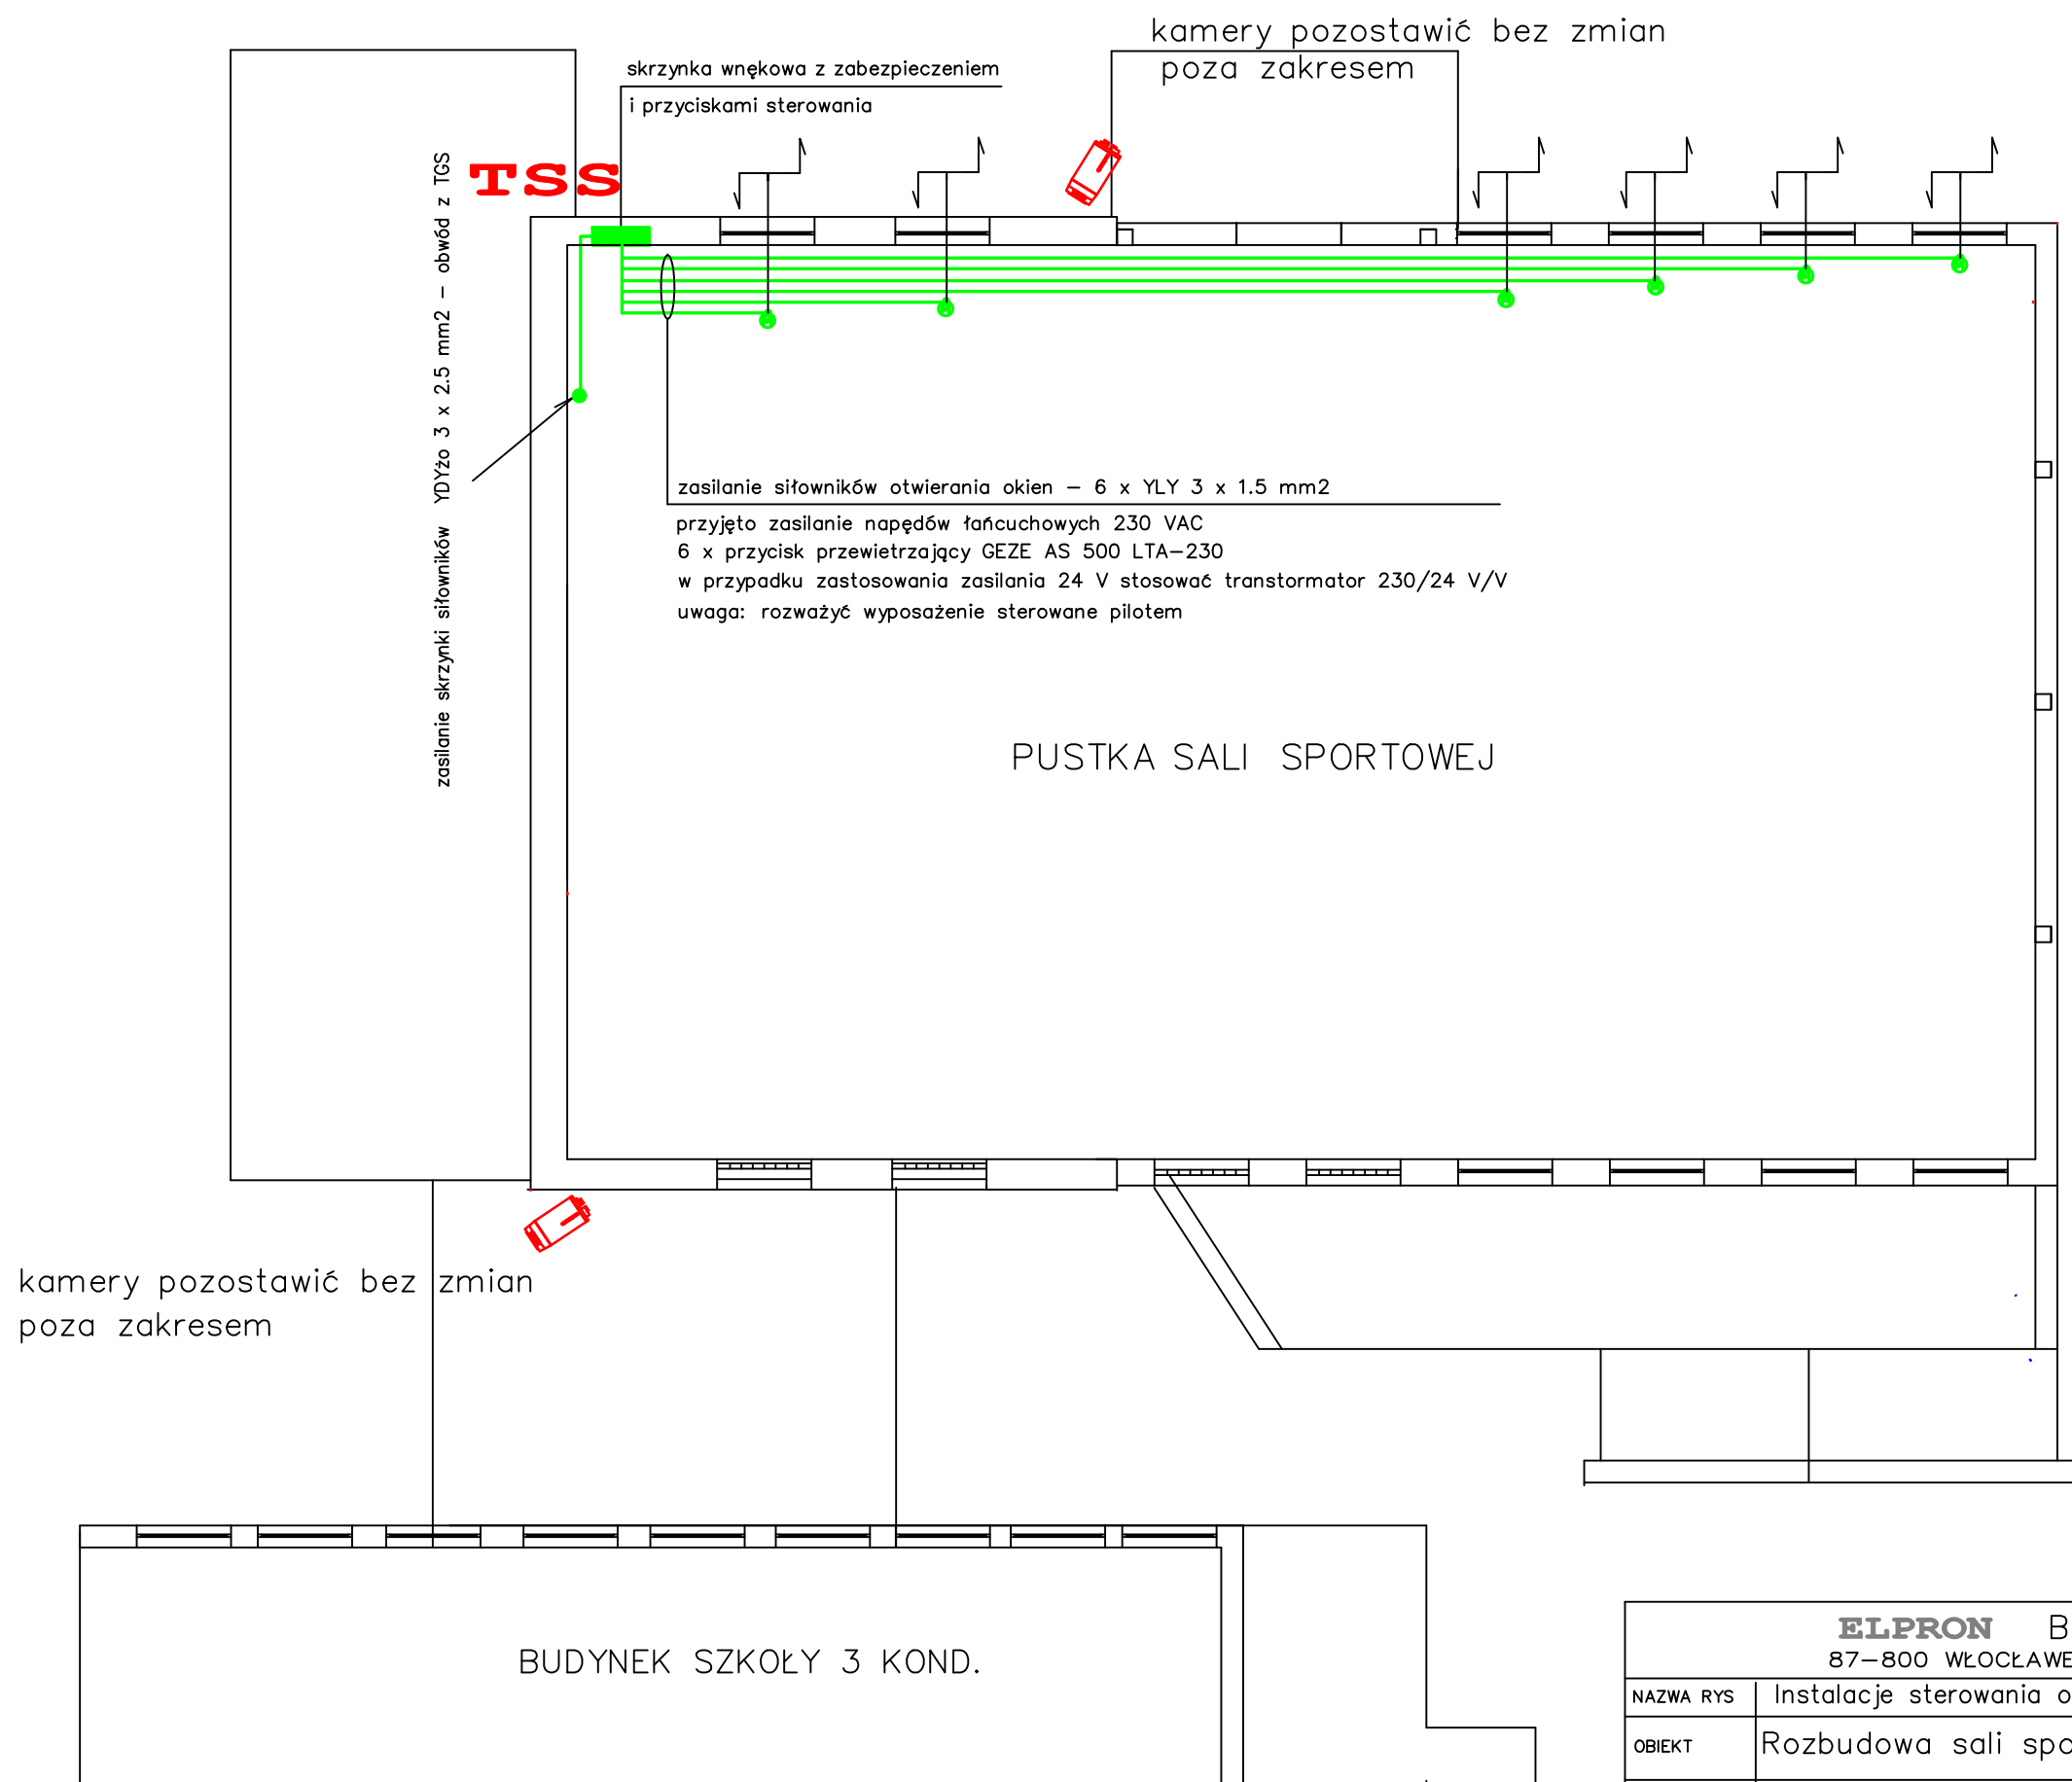 kamery pozostawić bez zmian
poza zakresem
skrzynka wnękowa z zabezpieczeniem
i przyciskami sterowania
TSS
zasilanie skrzynki siłowników YDYżo 3 x 2.5 mm2 – obwód z TGS
zasilanie siłowników otwierania okien – 6 x YLY 3 x 1.5 mm2
przyjęto zasilanie napędów łańcuchowych 230 VAC
6 x przycisk przewietrzający GEZE AS 500 LTA–230
w przypadku zastosowania zasilania 24 V stosować transtormator 230/24 V/V
uwaga: rozważyć wyposażenie sterowane pilotem
PUSTKA SALI SPORTOWEJ
kamery pozostawić bez zmian
poza zakresem
BUDYNEK SZKOŁY 3 KOND.
ELPRON B
87–800 WŁOCŁAWE
NAZWA RYS Instalacje sterowania o
OBIEKT Rozbudowa sali spo